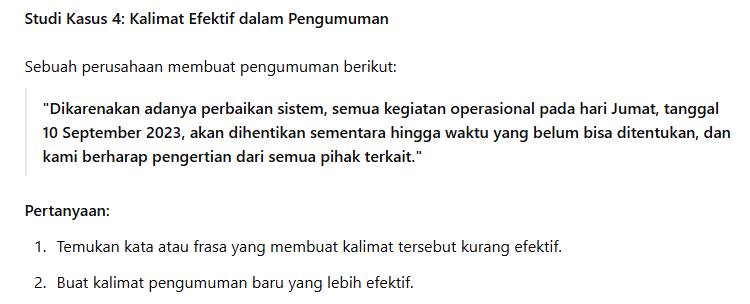 Studi Kasus 4: Kalimat Efektif dalam Pengumuman
Sebuah perusahaan membuat pengumuman berikut:
"Dikarenakan adanya perbaikan sistem, semua kegiatan operasional pada hari Jumat, tanggal
10 September 2023, akan dihentikan sementara hingga waktu yang belum bisa ditentukan, dan
kami berharap pengertian dari semua pihak terkait."
Pertanyaan:
1. Temukan kata atau frasa yang membuat kalimat tersebut kurang efektif.
2. Buat kalimat pengumuman baru yang lebih efektif.